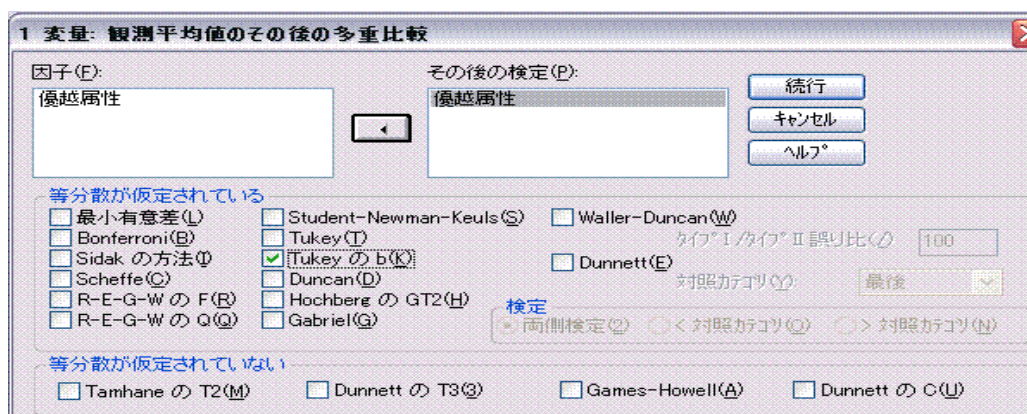 1 変量: 観測平均値のその後の多重比較
因子(F):
優越属性
その後の検定(P):
優越属性
続行
キャンセル
ヘルプ
等分散が仮定されている
最小有意差(L)
Bonferroni(B)
Sidak の方法(I)
Scheffe(C)
R-E-G-W の F(R)
R-E-G-W の Q(Q)
Student-Newman-Keuls(S)
Tukey(T)
Tukey の b(K)
Duncan(D)
Hochberg の GT2(H)
Gabriel(G)
Waller-Duncan(W)
タイプ I /タイプ II 誤り比(/)
100
Dunnett(E)
対照カテゴリ(Y):
最後
検定
両側検定(2)
< 対照カテゴリ(O)
> 対照カテゴリ(N)
等分散が仮定されていない
Tamhane の T2(M)
Dunnett の T3(3)
Games-Howell(A)
Dunnett の C(U)